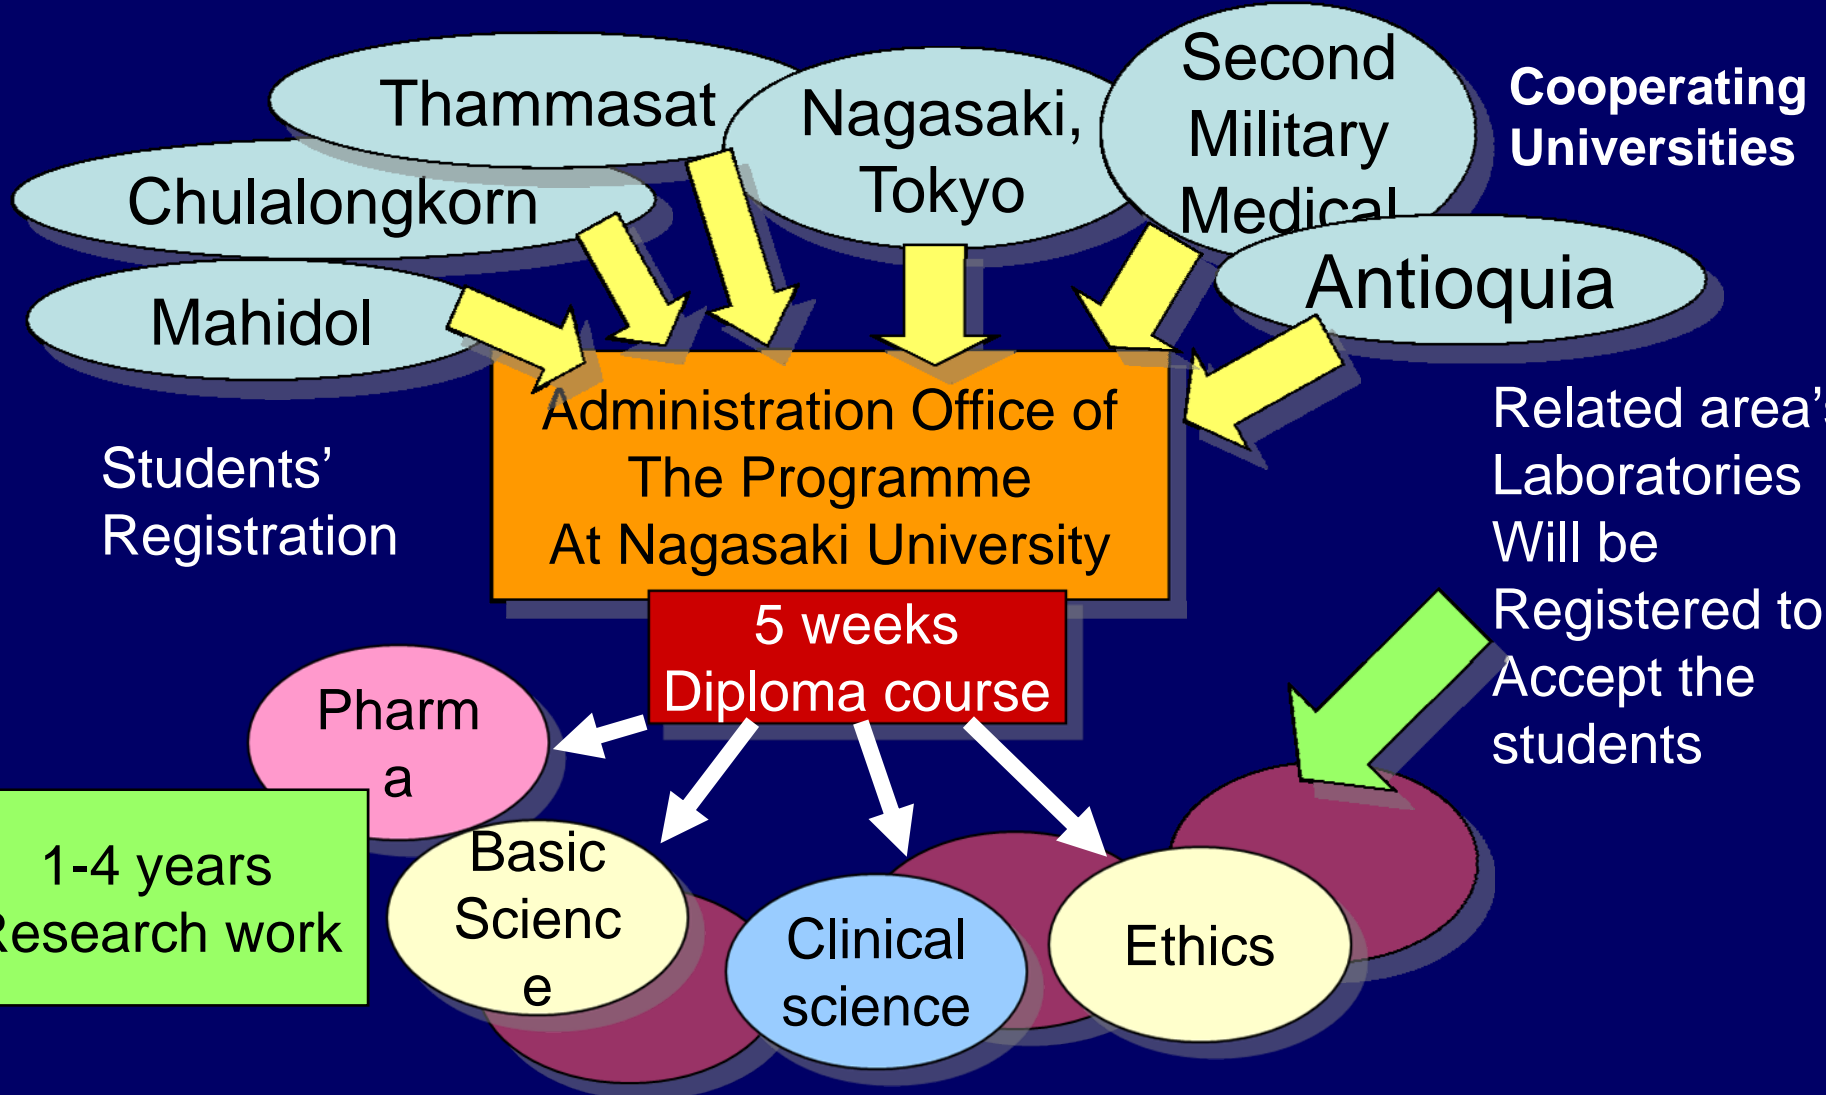 Thammasat
Chulalongkorn
Mahidol
Nagasaki,
Tokyo
Second
Military
Medical
Antioquia
Cooperating
Universities
Students’
Registration
Administration Office of
The Programme
At Nagasaki University
5 weeks
Diploma course
Related area’s
Laboratories
Will be
Registered to
Accept the
students
Pharm
a
1-4 years
Research work
Basic
Scienc
e
Clinical
science
Ethics